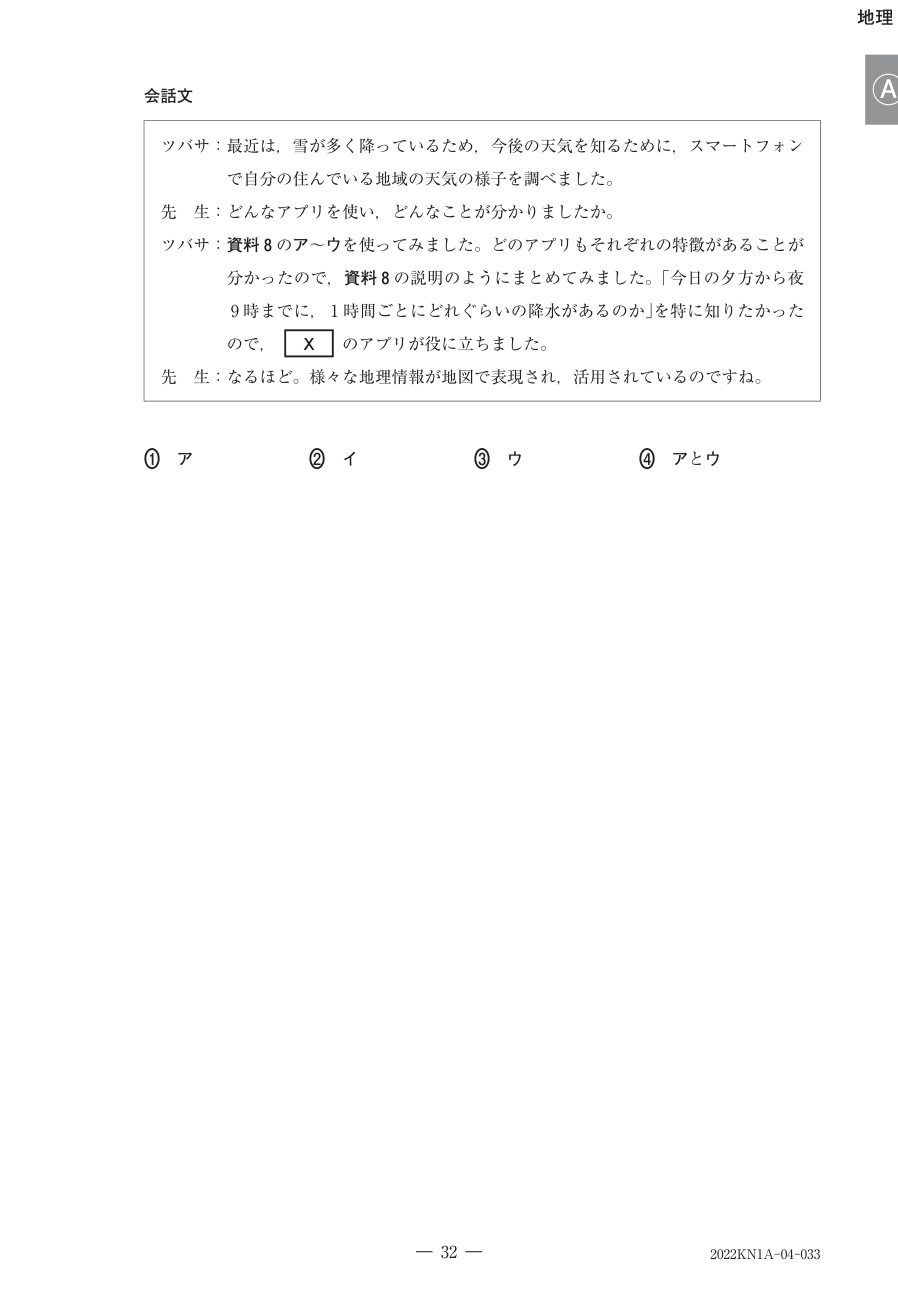 地理
Ⓐ
会話文
ツバサ：最近は，雪が多く降っているため，今後の天気を知るために，スマートフォン
で自分の住んでいる地域の天気の様子を調べました。
先　生：どんなアプリを使い，どんなことが分かりましたか。
ツバサ：資料8のア～ウを使ってみました。どのアプリもそれぞれの特徴があることが
分かったので，資料8の説明のようにまとめてみました。「今日の夕方から夜
9時までに，1時間ごとにどれぐらいの降水があるのか」を特に知りたかった
ので， X のアプリが役に立ちました。
先　生：なるほど。様々な地理情報が地図で表現され，活用されているのですね。
① ア　② イ　③ ウ　④ アとウ
― 32 ―
2022KN1A-04-033